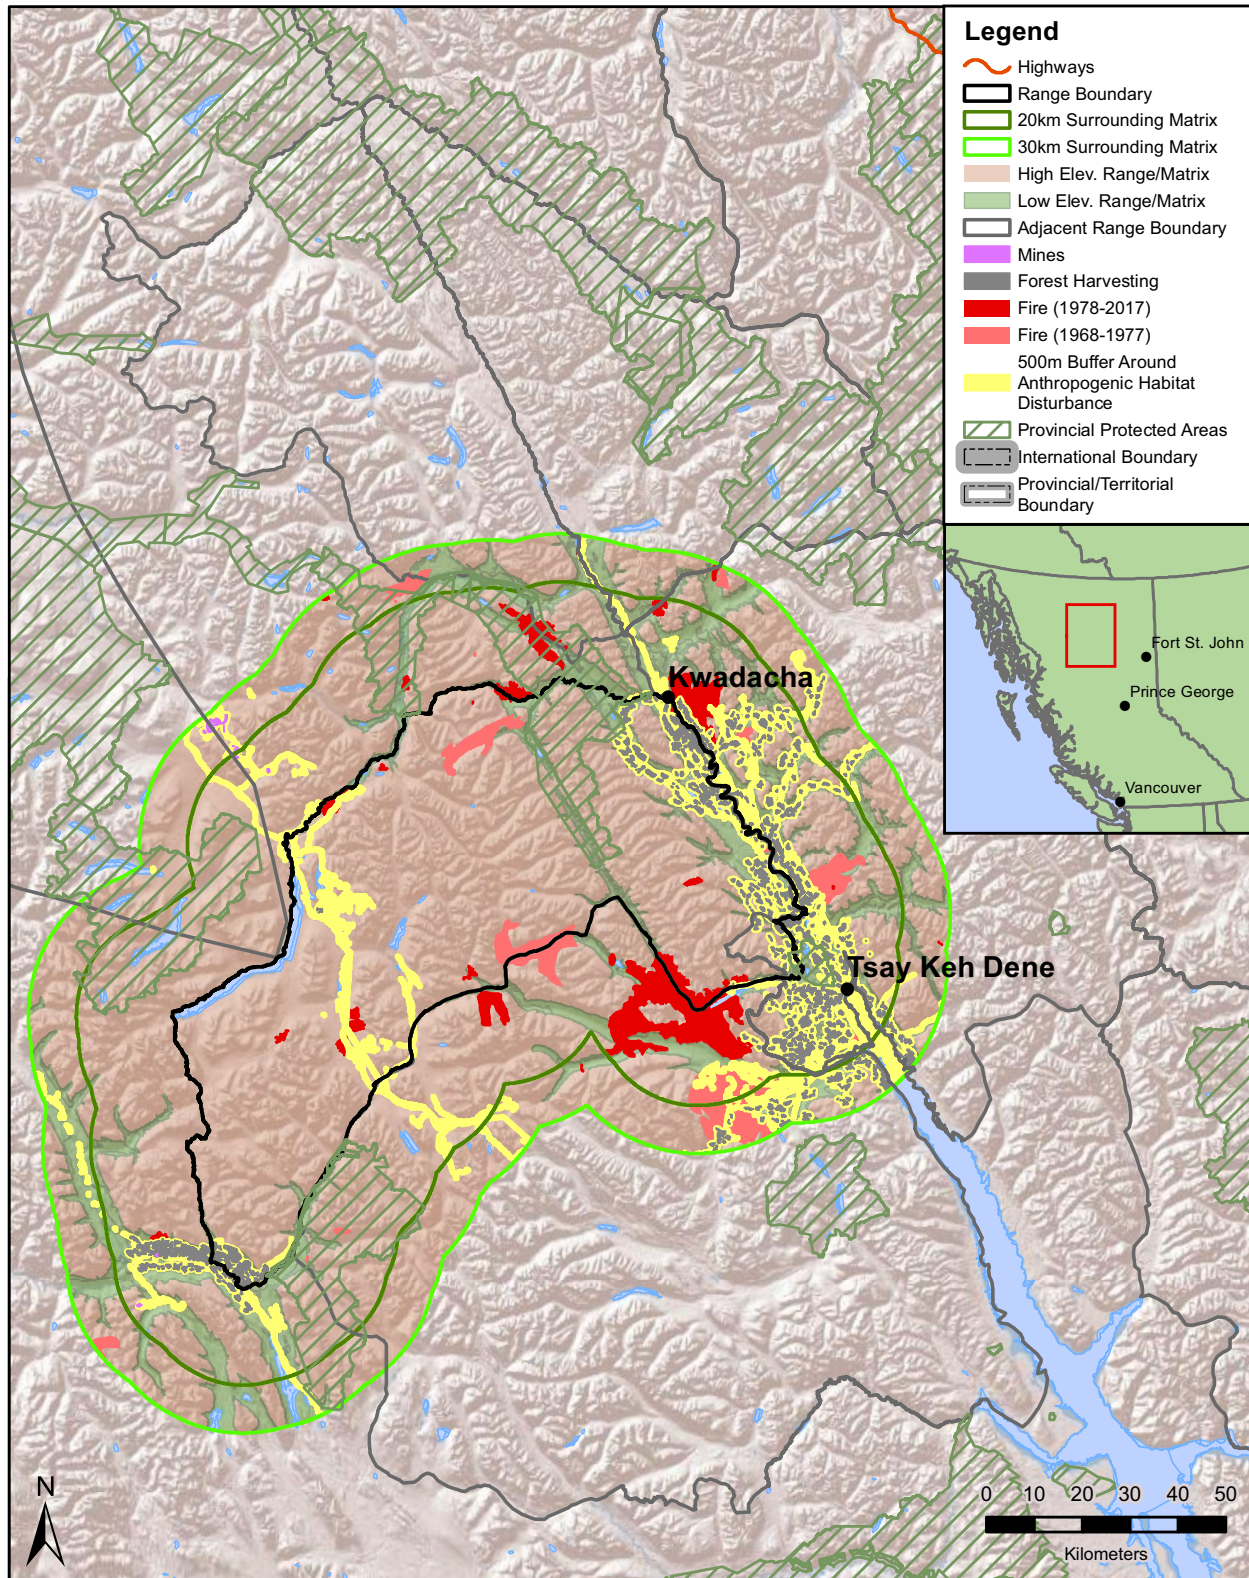 Legend
Highways
Range Boundary
20km Surrounding Matrix
30km Surrounding Matrix
High Elev. Range/Matrix
Low Elev. Range/Matrix
Adjacent Range Boundary
Mines
Forest Harvesting
Fire (1978-2017)
Fire (1968-1977)
500m Buffer Around
Anthropogenic Habitat
Disturbance
Provincial Protected Areas
International Boundary
Provincial/Territorial
Boundary
Fort St. John
Prince George
Vancouver
Kwadacha
Tsay Keh Dene
N
0 10 20 30 40 50
Kilometers